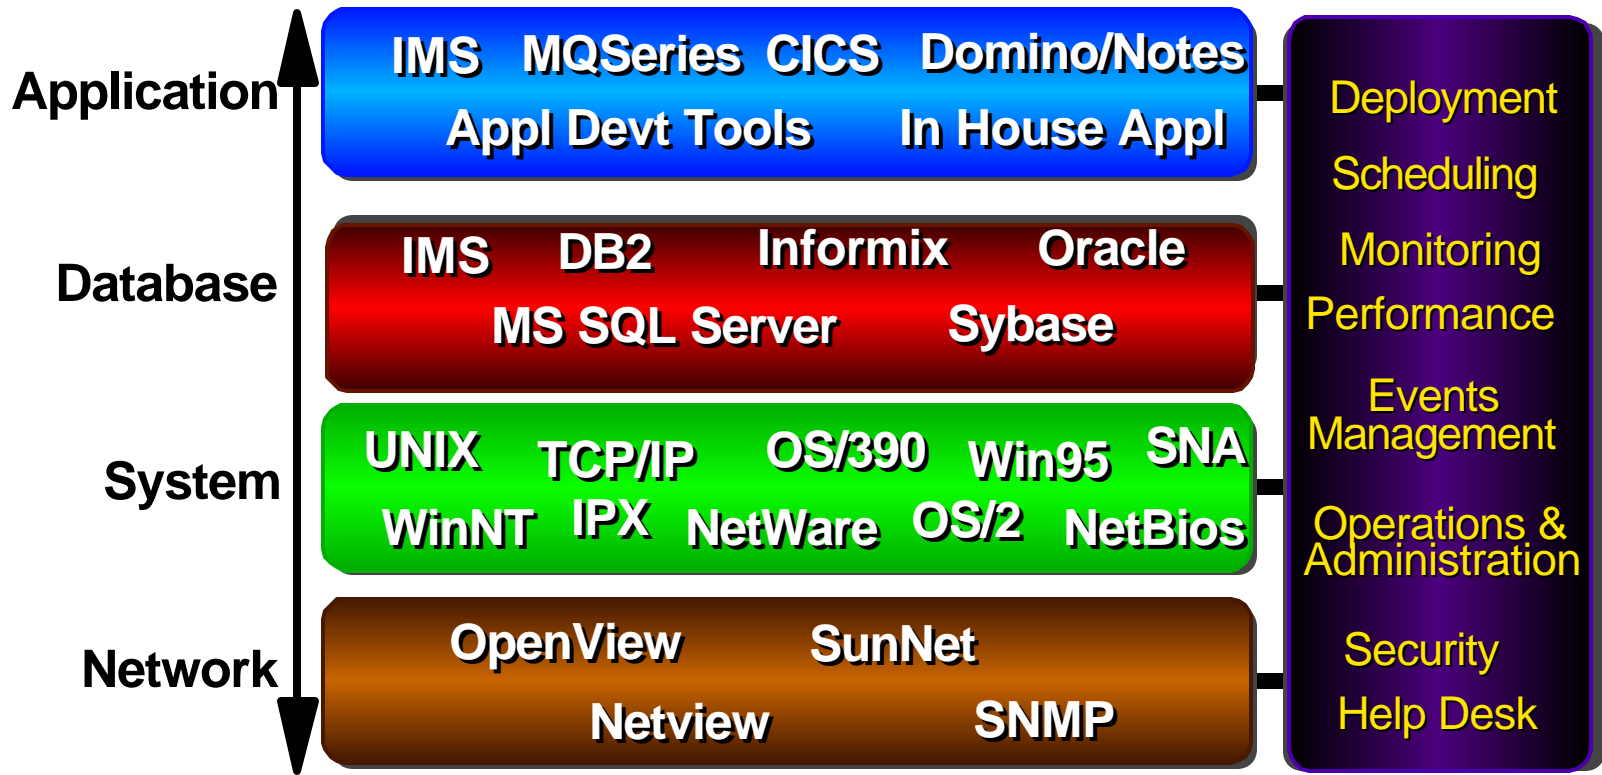 Application
IMS MQSeries CICS Domino/Notes
Appl Devt Tools In House Appl
Database
IMS DB2 Informix Oracle
MS SQL Server Sybase
System
UNIX TCP/IP OS/390 Win95 SNA
WinNT IPX NetWare OS/2 NetBios
Network
OpenView SunNet
Netview SNMP
Deployment
Scheduling
Monitoring
Performance
Events
Management
Operations &
Administration
Security
Help Desk